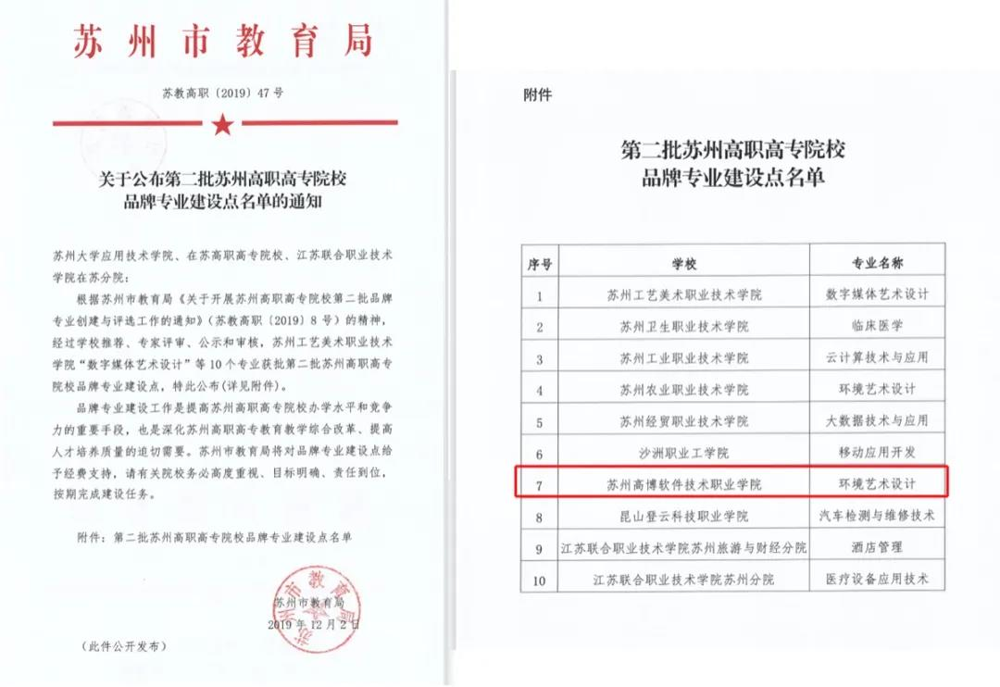 苏州市教育局
苏教高职〔2019〕47号
关于公布第二批苏州高职高专院校
品牌专业建设点名单的通知
苏州大学应用技术学院、在苏高职高专院校、江苏联合职业技术
学院在苏分院:
根据苏州市教育局《关于开展苏州高职高专院校第二批品牌
专业创建与评选工作的通知》(苏教高职〔2019〕8号)的精神,
经过学校推荐、专家评审、公示和审核,苏州工艺美术职业技术
学院“数字媒体艺术设计”等10个专业获批第二批苏州高职高专
院校品牌专业建设点,特此公布(详见附件)。
品牌专业建设工作是提高苏州高职高专院校办学水平和竞争
力的重要手段,也是深化苏州高职高专教育教学综合改革、提高
人才培养质量的迫切需要。苏州市教育局将对品牌专业建设点给
予经费支持,请有关院校务必高度重视、目标明确、责任到位,
按期完成建设任务。
附件:第二批苏州高职高专院校品牌专业建设点名单
苏州市教育局
苏州市教育局
2019年12月2日
(此件公开发布)
附件
第二批苏州高职高专院校
品牌专业建设点名单
序号 学校 专业名称
1 苏州工艺美术职业技术学院 数字媒体艺术设计
2 苏州卫生职业技术学院 临床医学
3 苏州工业职业技术学院 云计算技术与应用
4 苏州农业职业技术学院 环境艺术设计
5 苏州经贸职业技术学院 大数据技术与应用
6 沙洲职业工学院 移动应用开发
7 苏州高博软件技术职业学院 环境艺术设计
8 昆山登云科技职业学院 汽车检测与维修技术
9 江苏联合职业技术学院苏州旅游与财经分院 酒店管理
10 江苏联合职业技术学院苏州分院 医疗设备应用技术